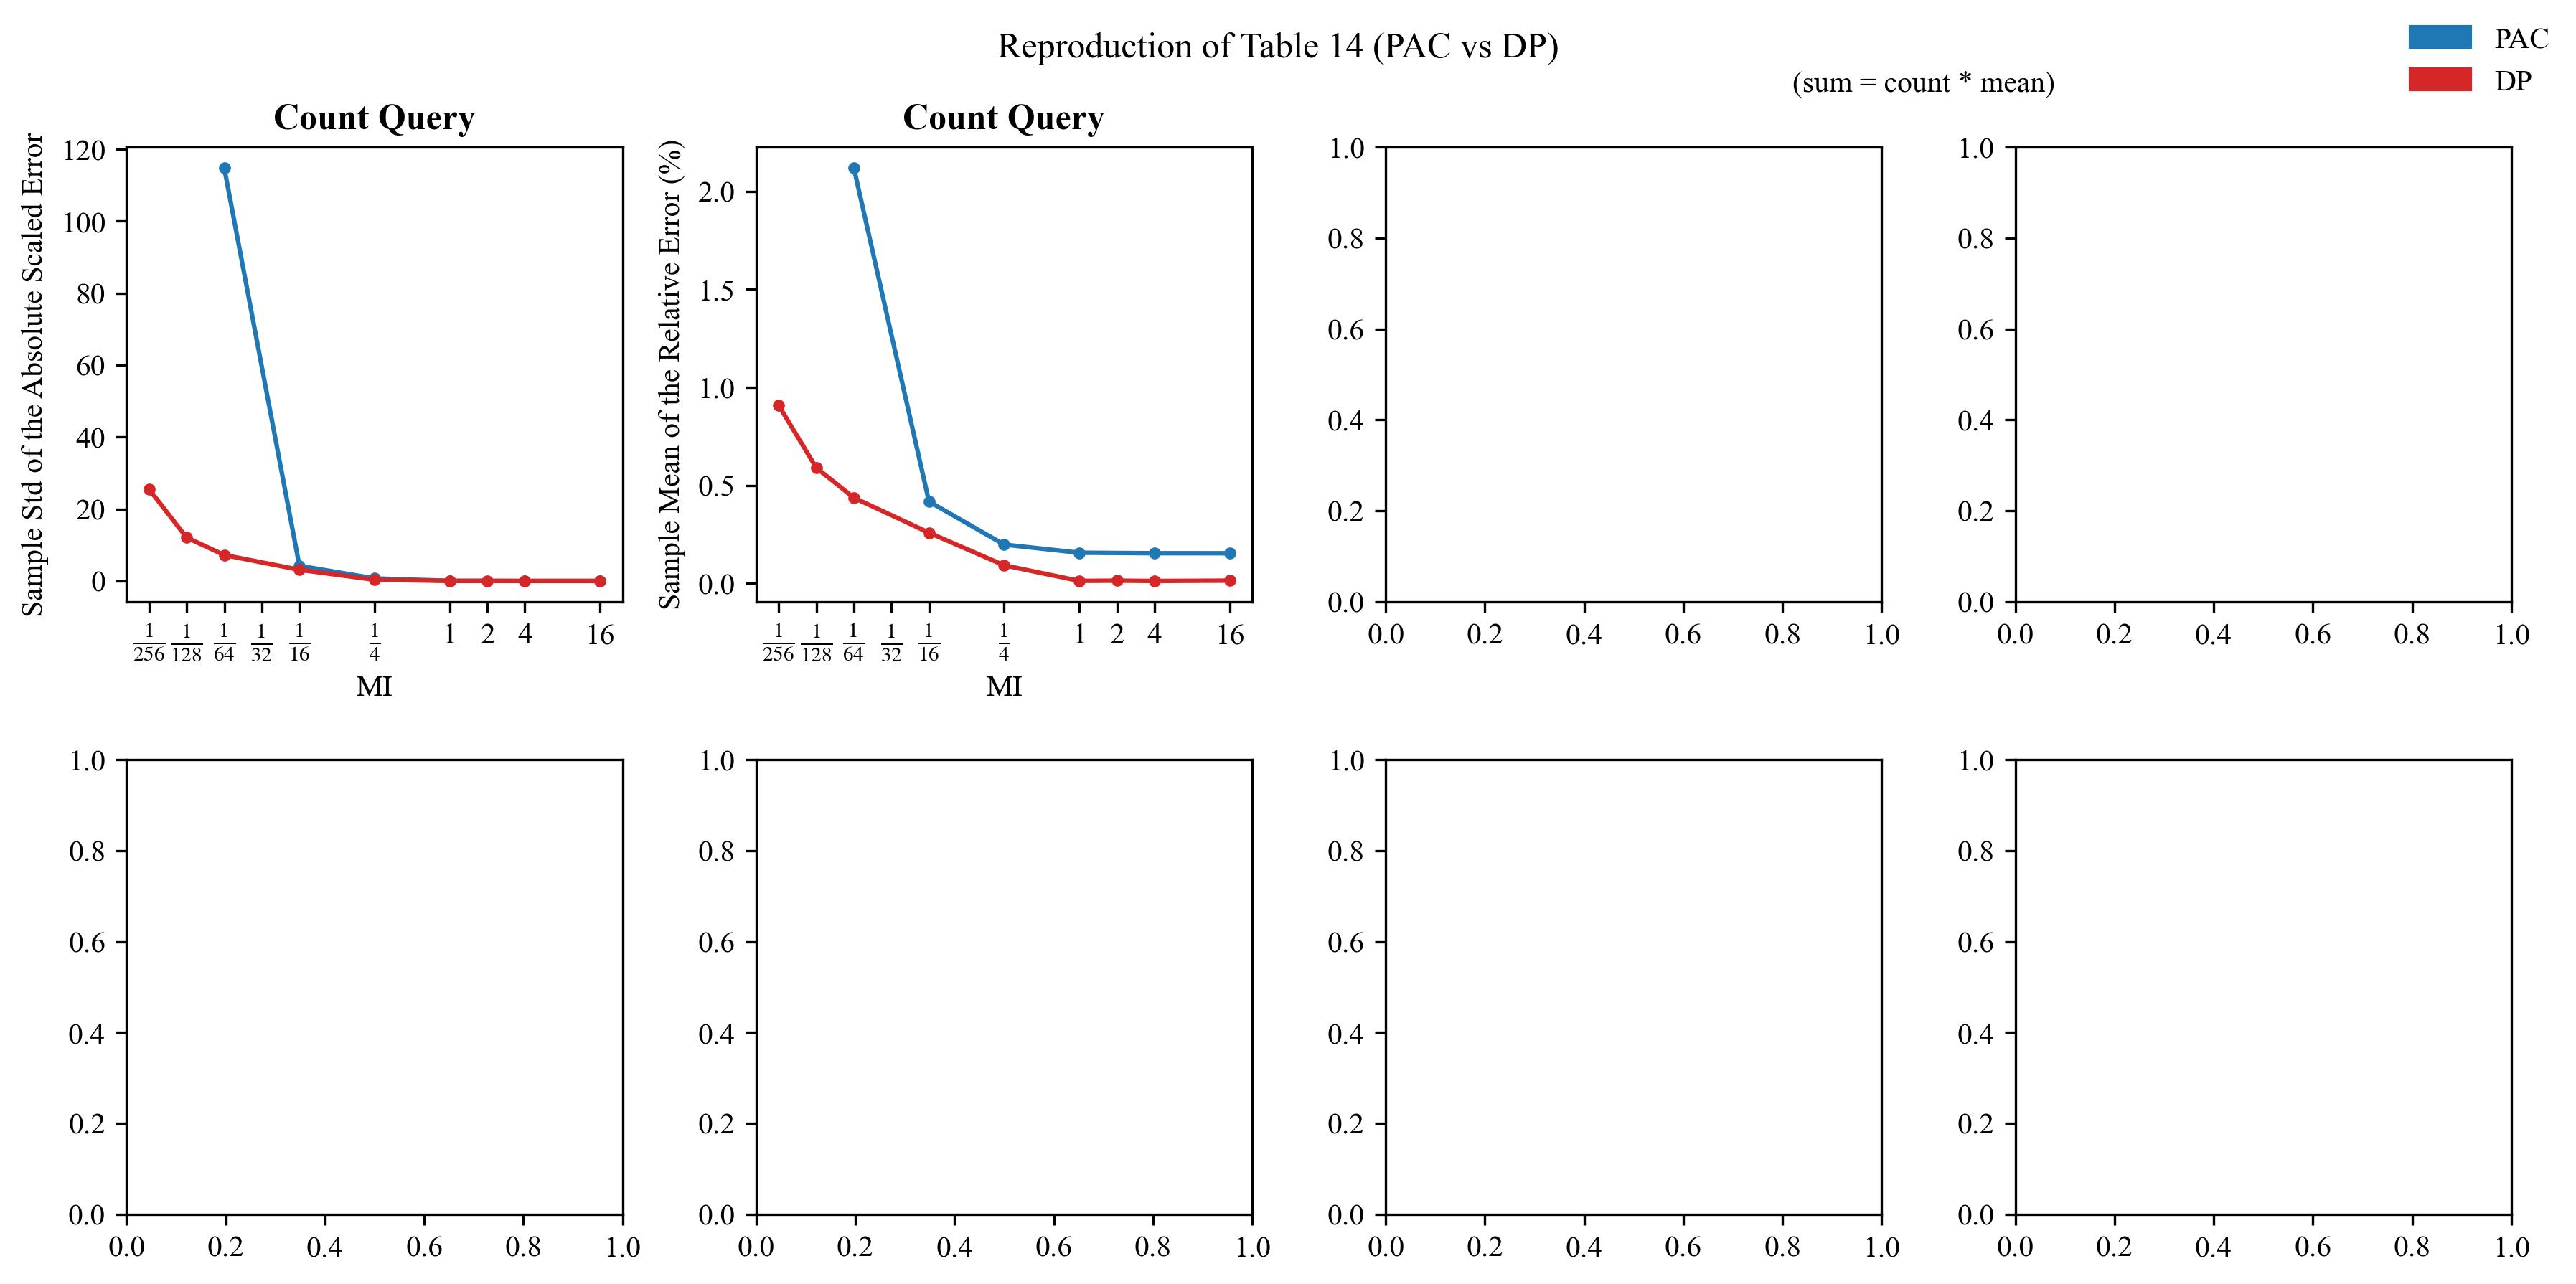 Reproduction of Table 14 (PAC vs DP)
(sum = count * mean)
PAC
DP
Count Query
Sample Std of the Absolute Scaled Error
120
100
80
60
40
20
0
1/256 1/128 1/64 1/32 1/16 1/4 1 2 4 16
MI
Count Query
Sample Mean of the Relative Error (%)
2.0
1.5
1.0
0.5
0.0
1/256 1/128 1/64 1/32 1/16 1/4 1 2 4 16
MI
1.0
0.8
0.6
0.4
0.2
0.0
0.0 0.2 0.4 0.6 0.8 1.0
1.0
0.8
0.6
0.4
0.2
0.0
0.0 0.2 0.4 0.6 0.8 1.0
1.0
0.8
0.6
0.4
0.2
0.0
0.0 0.2 0.4 0.6 0.8 1.0
1.0
0.8
0.6
0.4
0.2
0.0
0.0 0.2 0.4 0.6 0.8 1.0
1.0
0.8
0.6
0.4
0.2
0.0
0.0 0.2 0.4 0.6 0.8 1.0
1.0
0.8
0.6
0.4
0.2
0.0
0.0 0.2 0.4 0.6 0.8 1.0